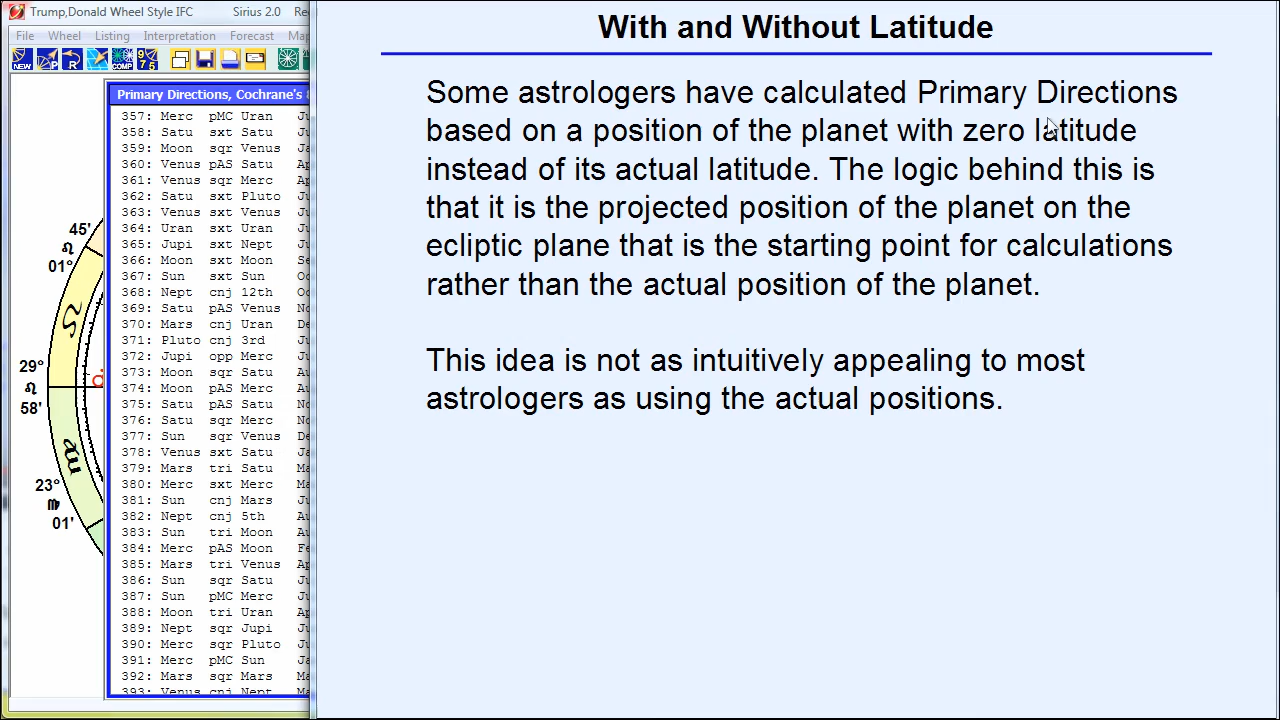 Trump,Donald Wheel Style IFC Sirius 2.0
File Wheel Listing Interpretation Forecast
With and Without Latitude
Some astrologers have calculated Primary Directions
based on a position of the planet with zero latitude
instead of its actual latitude. The logic behind this is
that it is the projected position of the planet on the
ecliptic plane that is the starting point for calculations
rather than the actual position of the planet.
This idea is not as intuitively appealing to most
astrologers as using the actual positions.
NEW P R COMP 9 7 5
Primary Directions, Cochrane's
357: Merc pMC Uran
358: Satu sxt Satu
359: Moon sqr Venus
360: Venus pAS Satu
361: Venus sqr Merc
362: Satu sxt Pluto
363: Venus sxt Venus
364: Uran sxt Uran
365: Jupi sxt Nept
366: Moon sxt Moon
367: Sun sxt Sun
368: Nept cnj 12th
369: Satu pAS Venus
370: Mars cnj Uran
371: Pluto cnj 3rd
372: Jupi opp Merc
373: Moon sqr Satu
374: Moon pAS Merc
375: Satu pAS Satu
376: Satu sqr Merc
377: Sun sqr Venus
378: Venus sxt Satu
379: Mars tri Satu
380: Merc sxt Merc
381: Sun cnj Mars
382: Nept cnj 5th
383: Sun tri Moon
384: Merc pAS Moon
385: Mars tri Venus
386: Sun sqr Satu
387: Sun pMC Merc
388: Moon tri Uran
389: Nept sqr Jupi
390: Merc sqr Pluto
391: Merc pMC Sun
392: Mars sqr Mars
393: Venus cnj Nept
45'
♌
01°
29°
♌
58'
23°
♍
01'